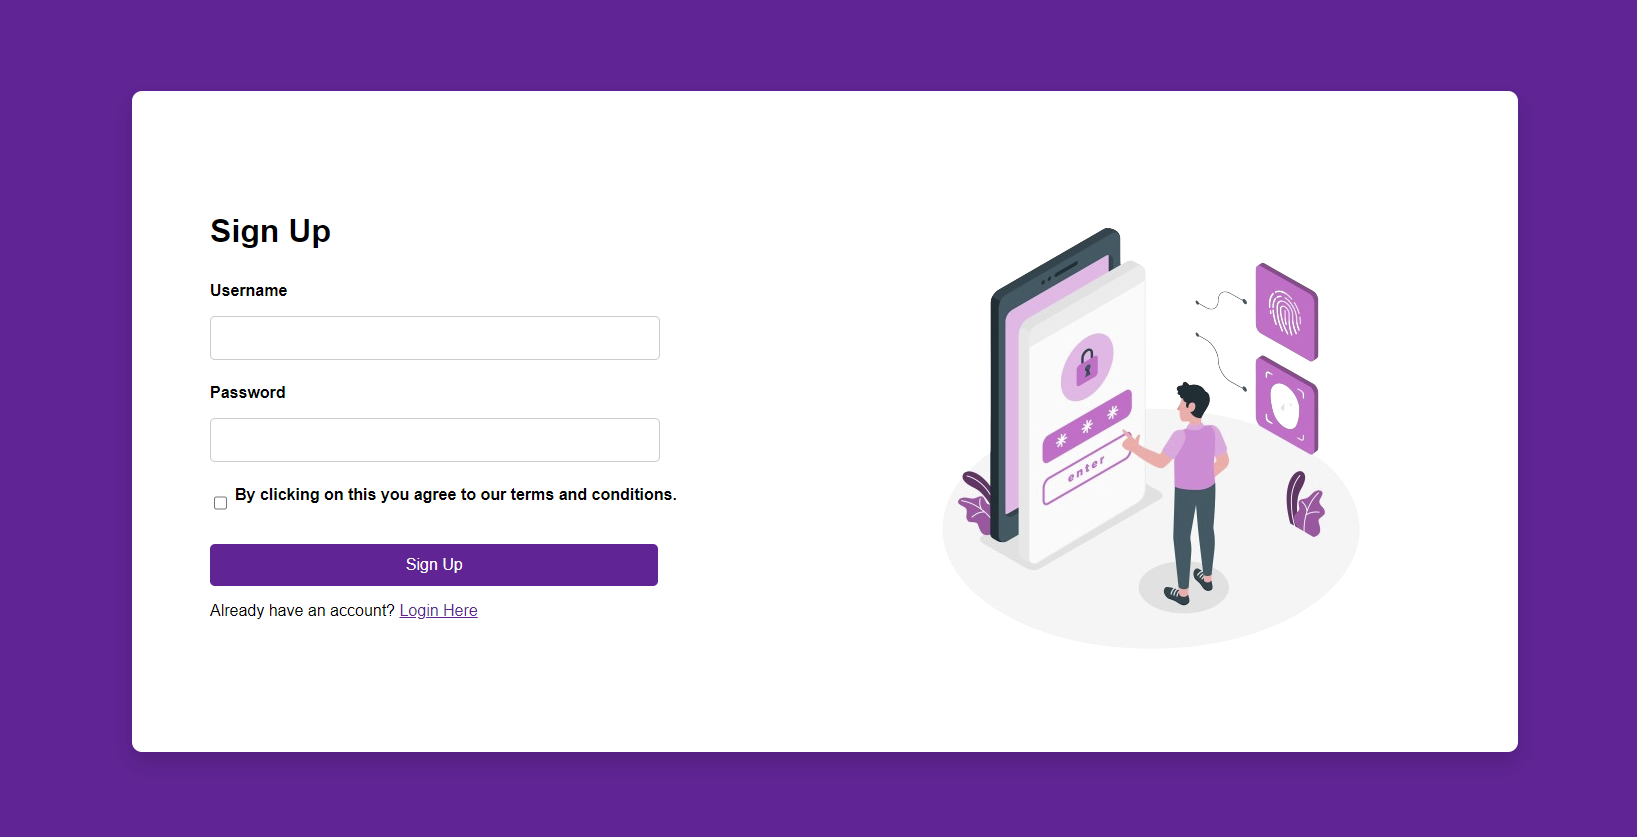 Sign Up
Username
Password
By clicking on this you agree to our terms and conditions.
Sign Up
Already have an account? Login Here
* * *
enter